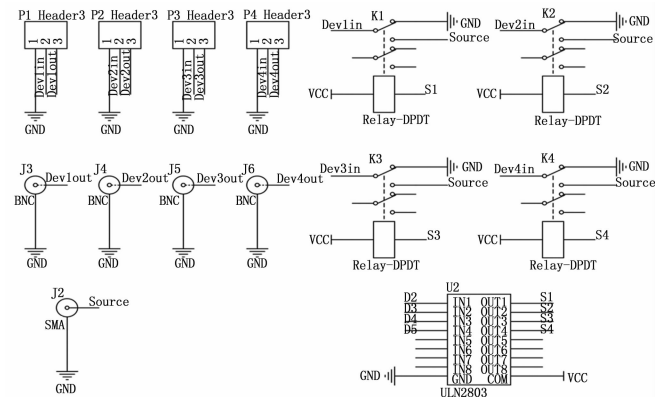 P1 Header3 P2 Header3 P3 Header3 P4 Header3
1 2 3 1 2 3 1 2 3 1 2 3
Dev1in Dev1out Dev2in Dev2out Dev3in Dev3out Dev4in Dev4out
GND GND GND GND
K1 K2
Dev1in GND Dev2in GND
Source Source
VCC S1 VCC S2
Relay-DPDT Relay-DPDT
J3 Dev1out J4 Dev2out J5 Dev3out J6 Dev4out
BNC BNC BNC BNC
GND GND GND GND
K3 K4
Dev3in GND Dev4in GND
Source Source
VCC S3 VCC S4
Relay-DPDT Relay-DPDT
J2 Source
SMA
GND
U2
D2 IN1 OUT1 S1
D3 IN2 OUT2 S2
D4 IN3 OUT3 S3
D5 IN4 OUT4 S4
IN5 OUT5
IN6 OUT6
IN7 OUT7
IN8 OUT8
GND GND COM VCC
ULN2803